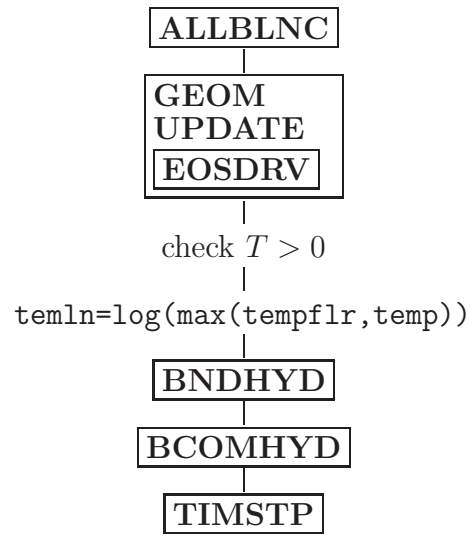 ALLBLNC
GEOM
UPDATE
EOSDRV
check T > 0
temln=log(max(tempflr,temp))
BNDHYD
BCOMHYD
TIMSTP